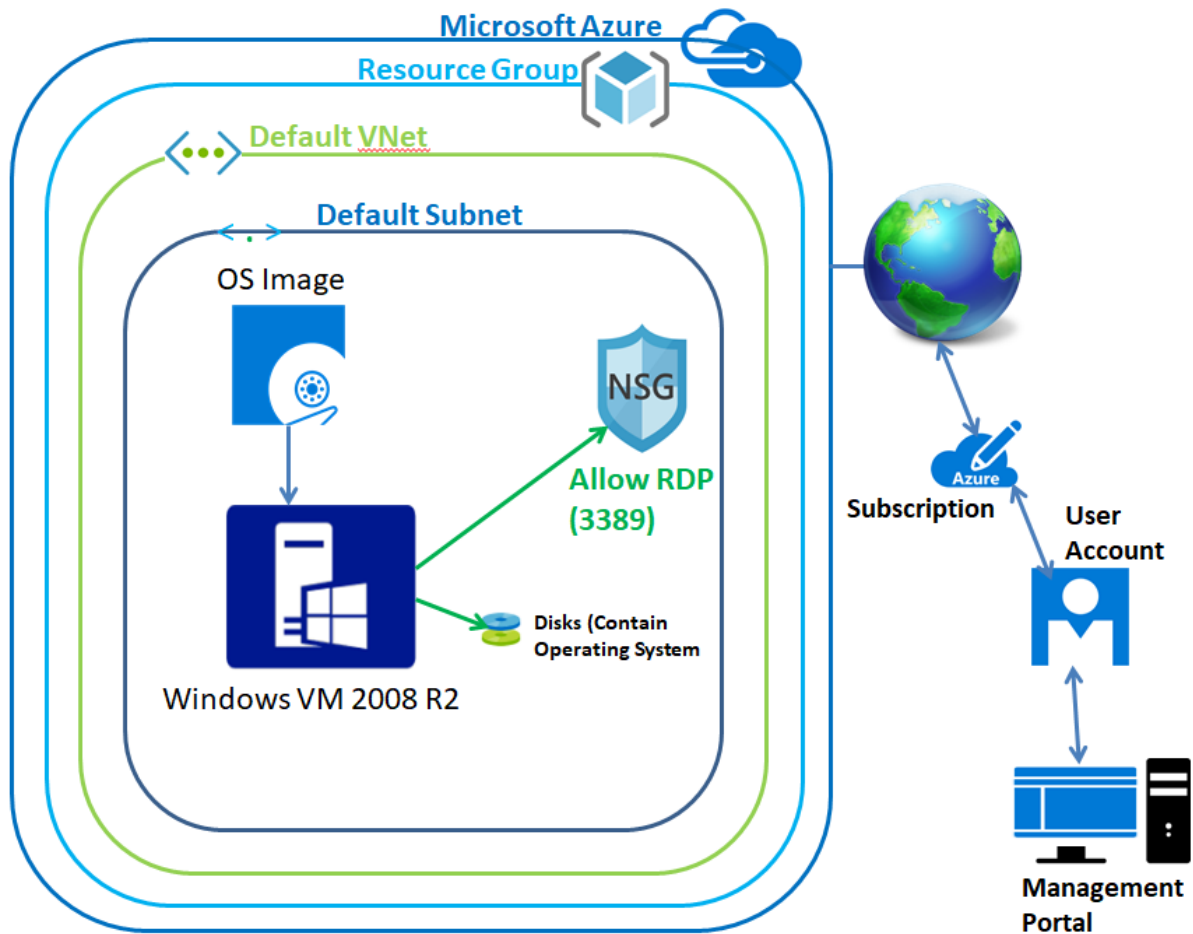 Microsoft Azure
Resource Group
Default VNet
Default Subnet
OS Image
NSG
Allow RDP
(3389)
Disks (Contain
Operating System
Windows VM 2008 R2
Azure
Subscription
User
Account
Management
Portal